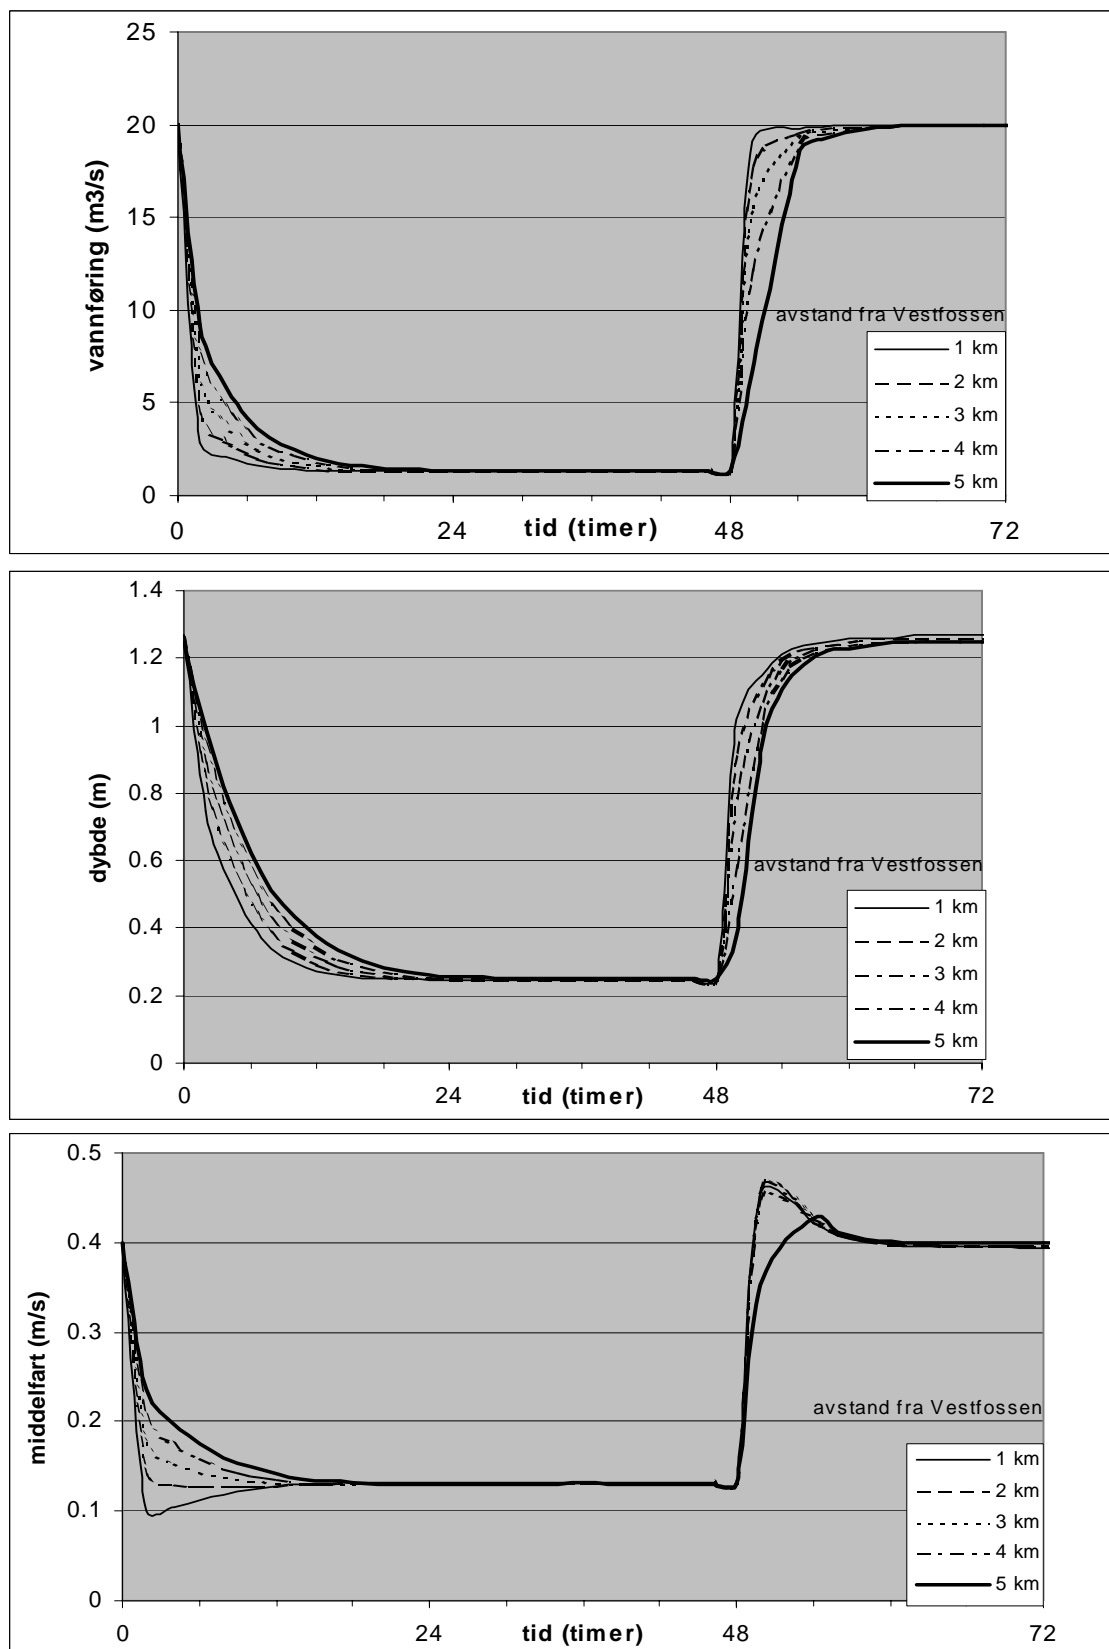 25
20
15
10
5
0
vannføring (m3/s)
avstand fra Vestfossen
1 km
2 km
3 km
4 km
5 km
0
24
48
72
tid (timer)
1.4
1.2
1
0.8
0.6
0.4
0.2
0
dybde (m)
avstand fra Vestfossen
1 km
2 km
3 km
4 km
5 km
0
24
48
72
tid (timer)
0.5
0.4
0.3
0.2
0.1
0
middelfart (m/s)
avstand fra Vestfossen
1 km
2 km
3 km
4 km
5 km
0
24
48
72
tid (timer)